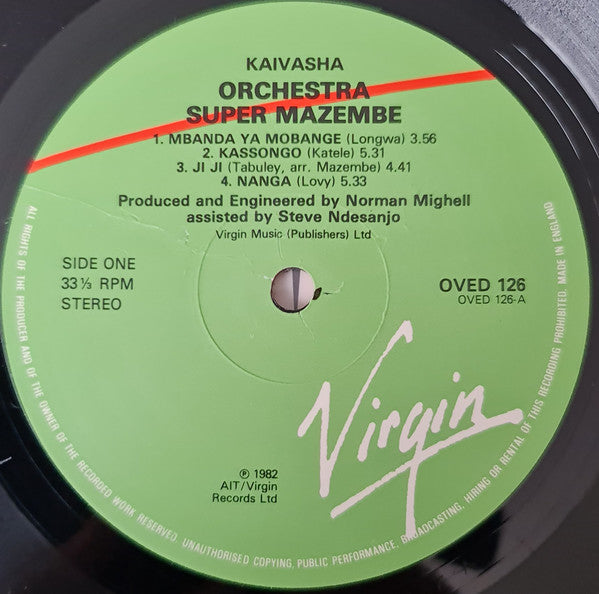 KAIVASHA
ORCHESTRA
SUPER MAZEMBE
1. MBANDA YA MOBANGE (Longwa) 3.56
2. KASSONGO (Katele) 5.31
3. JI JI (Tabuley, arr. Mazembe) 4.41
4. NANGA (Lovy) 5.33
Produced and Engineered by Norman Mighell
assisted by Steve Ndesanjo
Virgin Music (Publishers) Ltd
SIDE ONE
33⅓ RPM
STEREO
OVED 126
OVED 126-A
Virgin
℗ 1982
AIT/Virgin
Records Ltd
ALL RIGHTS OF THE PRODUCER AND OF THE OWNER OF THE RECORDED WORK RESERVED. UNAUTHORISED COPYING, PUBLIC PERFORMANCE, BROADCASTING, HIRING OR RENTAL OF THIS RECORDING PROHIBITED. MADE IN ENGLAND